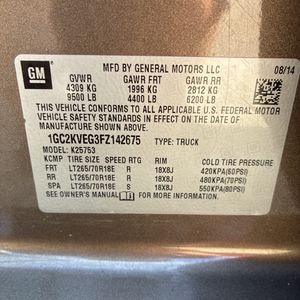 GM
MFD BY GENERAL MOTORS LLC 08/14
GVWR GAWR FRT GAWR RR
4309 KG 1996 KG 2812 KG
9500 LB 4400 LB 6200 LB
THIS VEHICLE CONFORMS TO ALL APPLICABLE U.S. FEDERAL MOTOR
VEHICLE SAFETY STANDARDS IN EFFECT ON THE DATE OF
MANUFACTURE SHOWN ABOVE.
1GC2KVEG3FZ142675 TYPE: TRUCK
MODEL: K25753
KCMP TIRE SIZE SPEED RTG RIM COLD TIRE PRESSURE
FRT LT265/70R18E R 18X8J 420KPA(60PSI)
RR LT265/70R18E R 18X8J 480KPA(70PSI)
SPA LT265/70R18E S 18X8J 550KPA(80PSI)
SEE OWNER'S MANUAL FOR MORE INFORMATION.